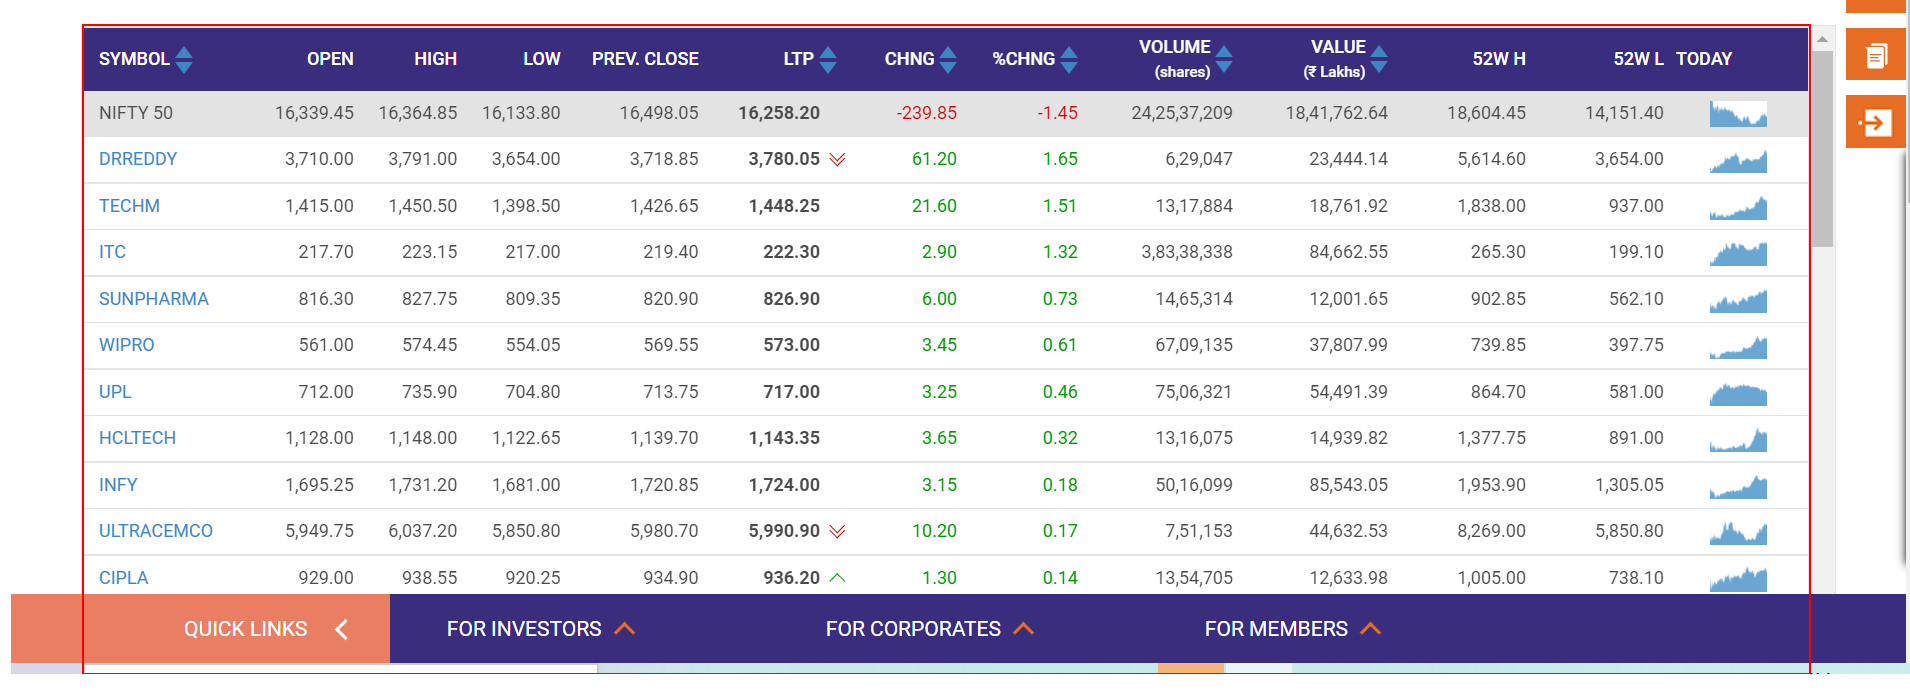 SYMBOL OPEN HIGH LOW PREV. CLOSE LTP CHNG %CHNG VOLUME (shares) VALUE (₹ Lakhs) 52W H 52W L TODAY
NIFTY 50 16,339.45 16,364.85 16,133.80 16,498.05 16,258.20 -239.85 -1.45 24,25,37,209 18,41,762.64 18,604.45 14,151.40
DRREDDY 3,710.00 3,791.00 3,654.00 3,718.85 3,780.05 61.20 1.65 6,29,047 23,444.14 5,614.60 3,654.00
TECHM 1,415.00 1,450.50 1,398.50 1,426.65 1,448.25 21.60 1.51 13,17,884 18,761.92 1,838.00 937.00
ITC 217.70 223.15 217.00 219.40 222.30 2.90 1.32 3,83,38,338 84,662.55 265.30 199.10
SUNPHARMA 816.30 827.75 809.35 820.90 826.90 6.00 0.73 14,65,314 12,001.65 902.85 562.10
WIPRO 561.00 574.45 554.05 569.55 573.00 3.45 0.61 67,09,135 37,807.99 739.85 397.75
UPL 712.00 735.90 704.80 713.75 717.00 3.25 0.46 75,06,321 54,491.39 864.70 581.00
HCLTECH 1,128.00 1,148.00 1,122.65 1,139.70 1,143.35 3.65 0.32 13,16,075 14,939.82 1,377.75 891.00
INFY 1,695.25 1,731.20 1,681.00 1,720.85 1,724.00 3.15 0.18 50,16,099 85,543.05 1,953.90 1,305.05
ULTRACEMCO 5,949.75 6,037.20 5,850.80 5,980.70 5,990.90 10.20 0.17 7,51,153 44,632.53 8,269.00 5,850.80
CIPLA 929.00 938.55 920.25 934.90 936.20 1.30 0.14 13,54,705 12,633.98 1,005.00 738.10
QUICK LINKS FOR INVESTORS FOR CORPORATES FOR MEMBERS